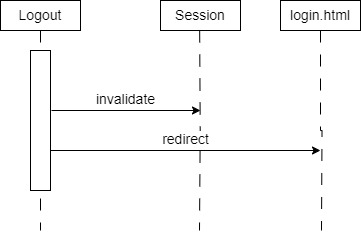 Logout
Session
login.html
invalidate
redirect